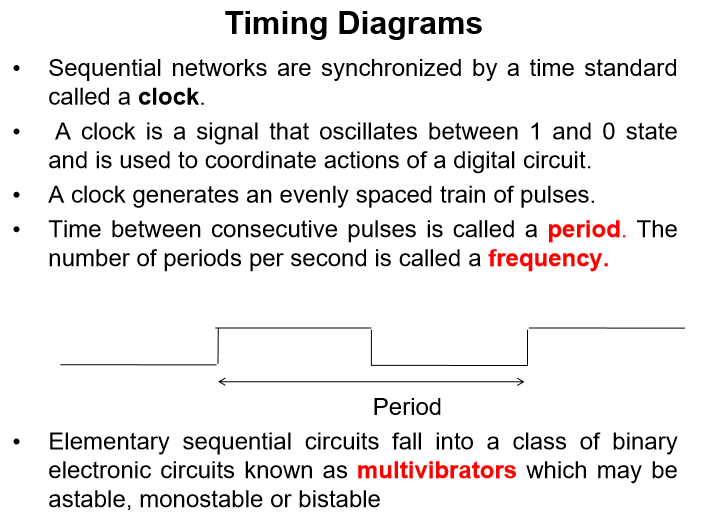 Timing Diagrams
• Sequential networks are synchronized by a time standard
called a clock.
• A clock is a signal that oscillates between 1 and 0 state
and is used to coordinate actions of a digital circuit.
• A clock generates an evenly spaced train of pulses.
• Time between consecutive pulses is called a period. The
number of periods per second is called a frequency.
Period
• Elementary sequential circuits fall into a class of binary
electronic circuits known as multivibrators which may be
astable, monostable or bistable